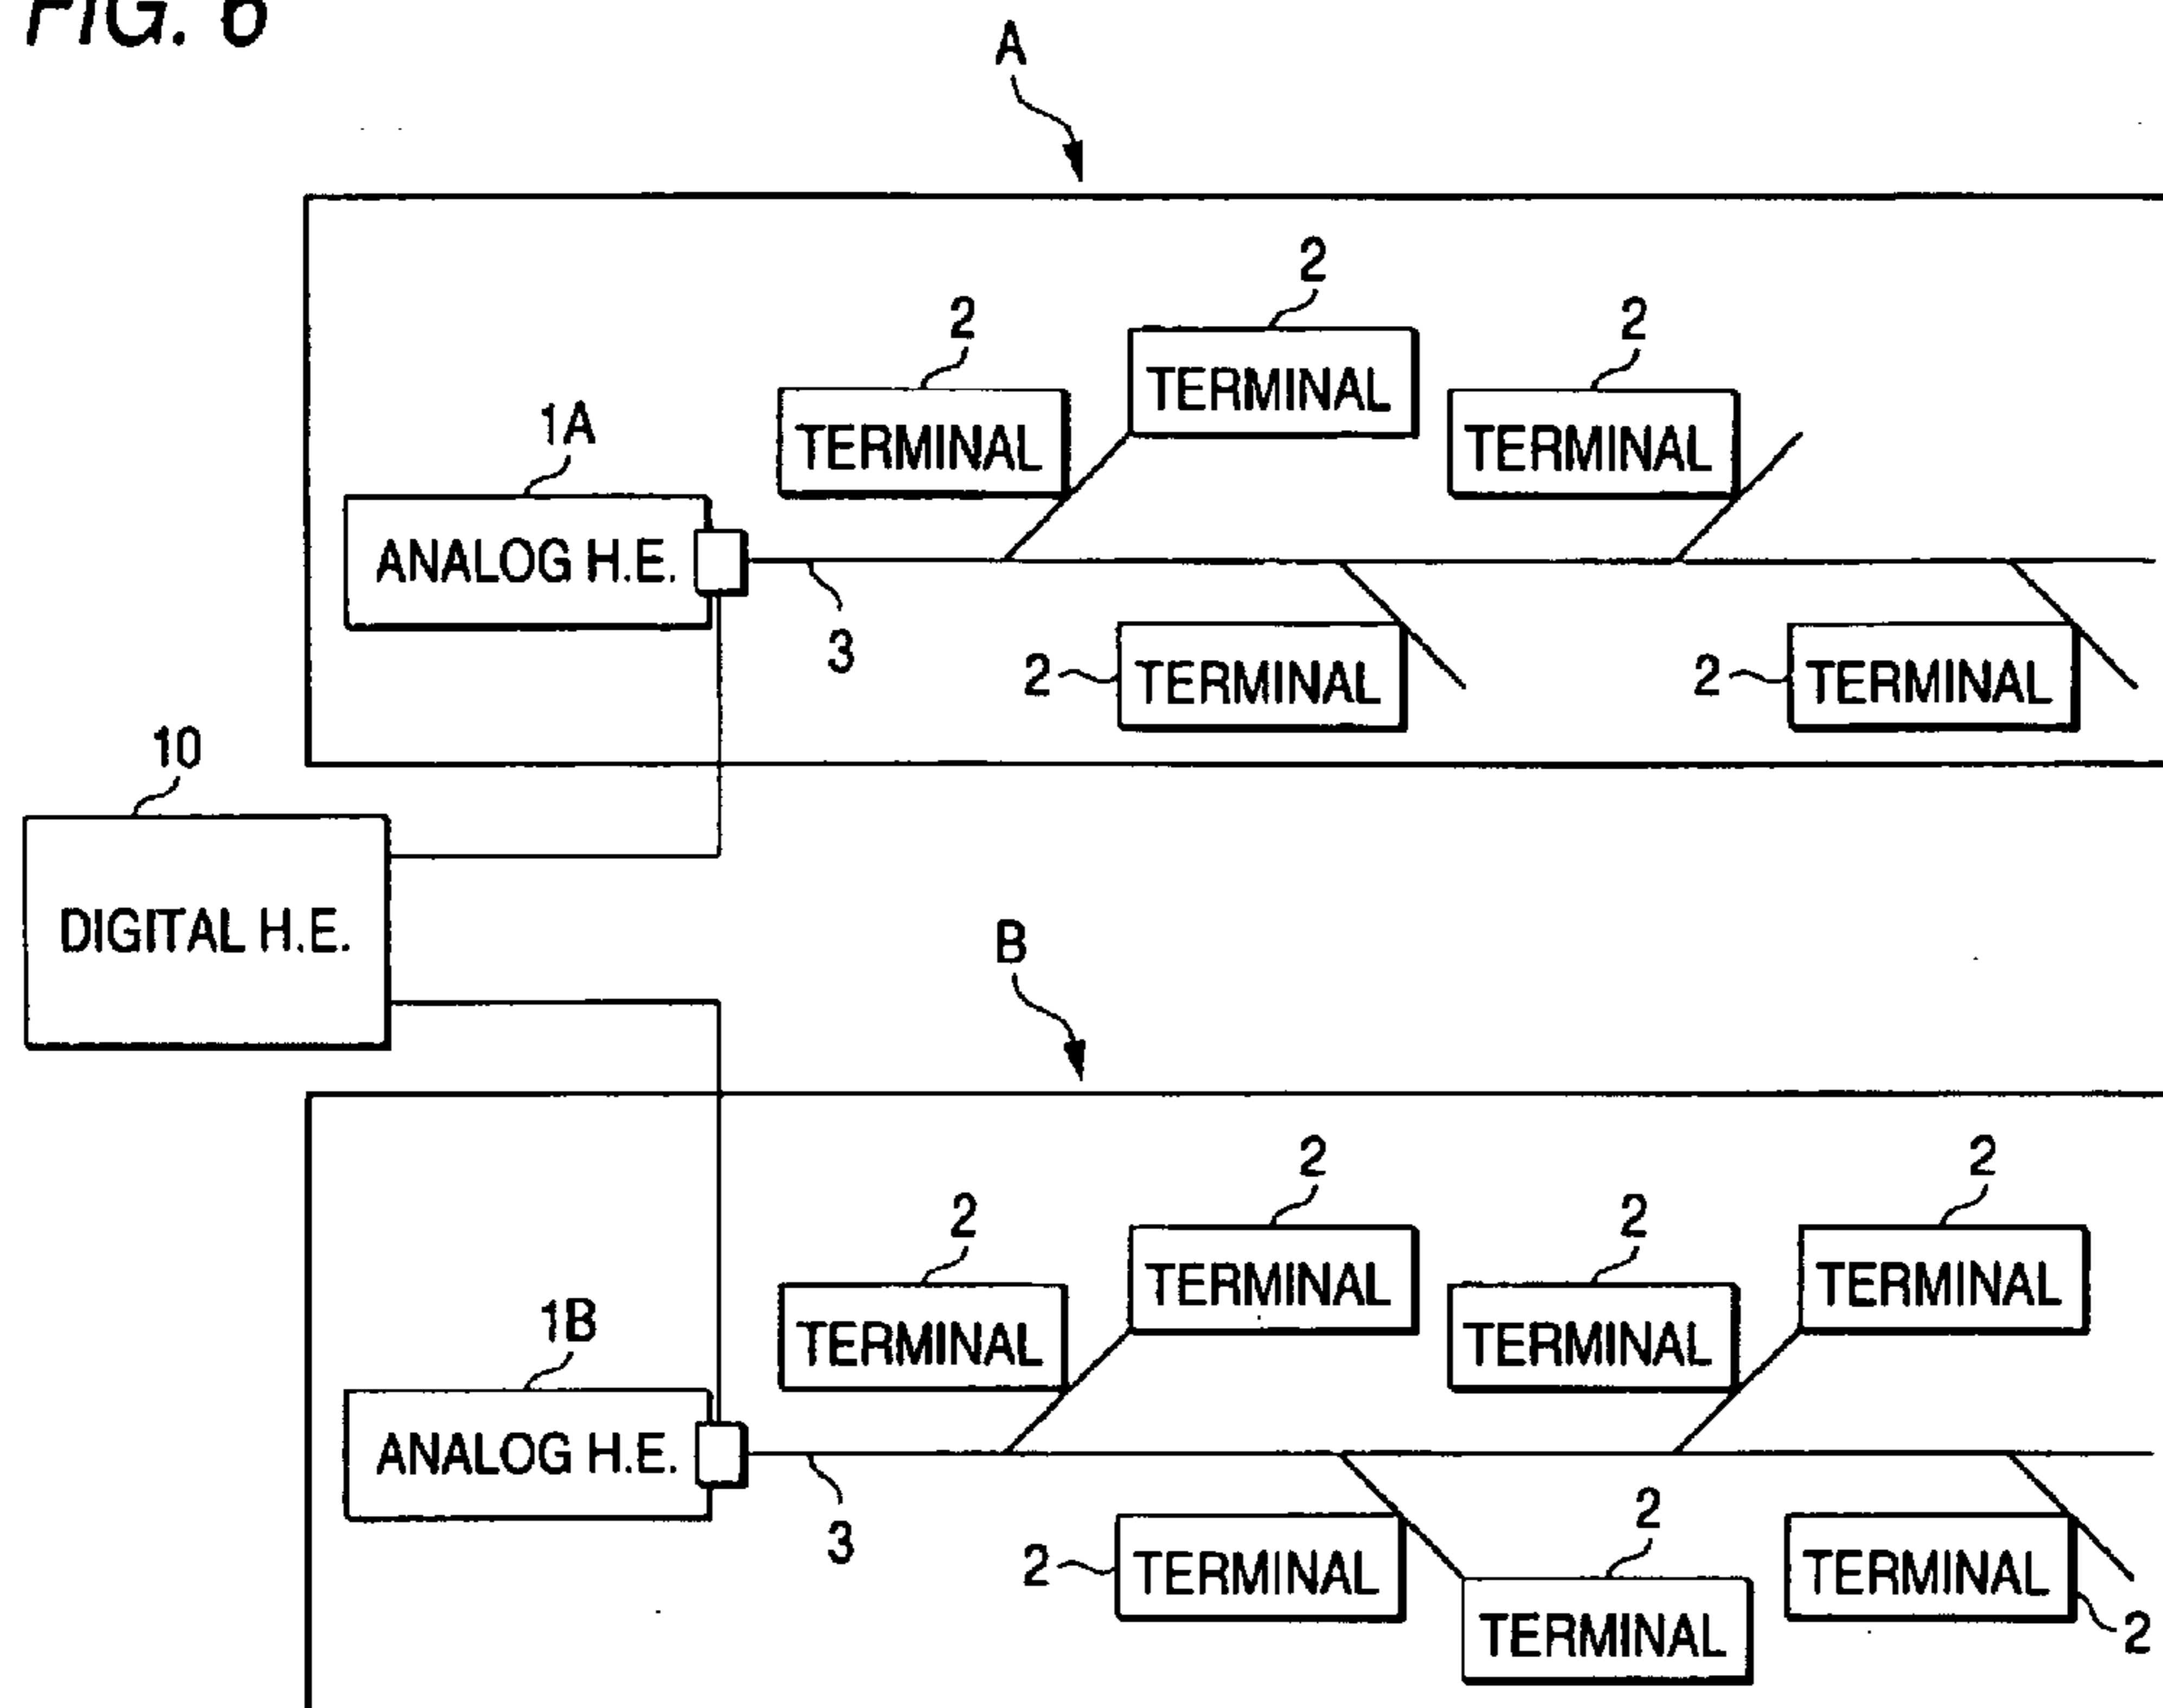 FIG. 6
A
2
2
2
TERMINAL
TERMINAL
TERMINAL
1A
ANALOG H.E.
3
2
TERMINAL
2
TERMINAL
10
DIGITAL H.E.
B
2
2
2
2
TERMINAL
TERMINAL
TERMINAL
TERMINAL
1B
ANALOG H.E.
3
2
TERMINAL
2
TERMINAL
TERMINAL
2